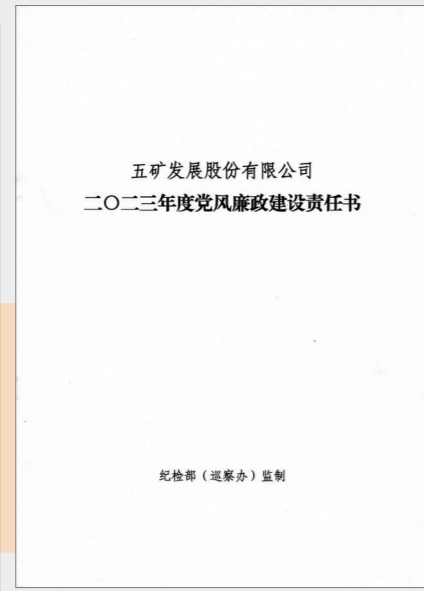 五矿发展股份有限公司
二〇二三年度党风廉政建设责任书
纪检部（巡察办）监制